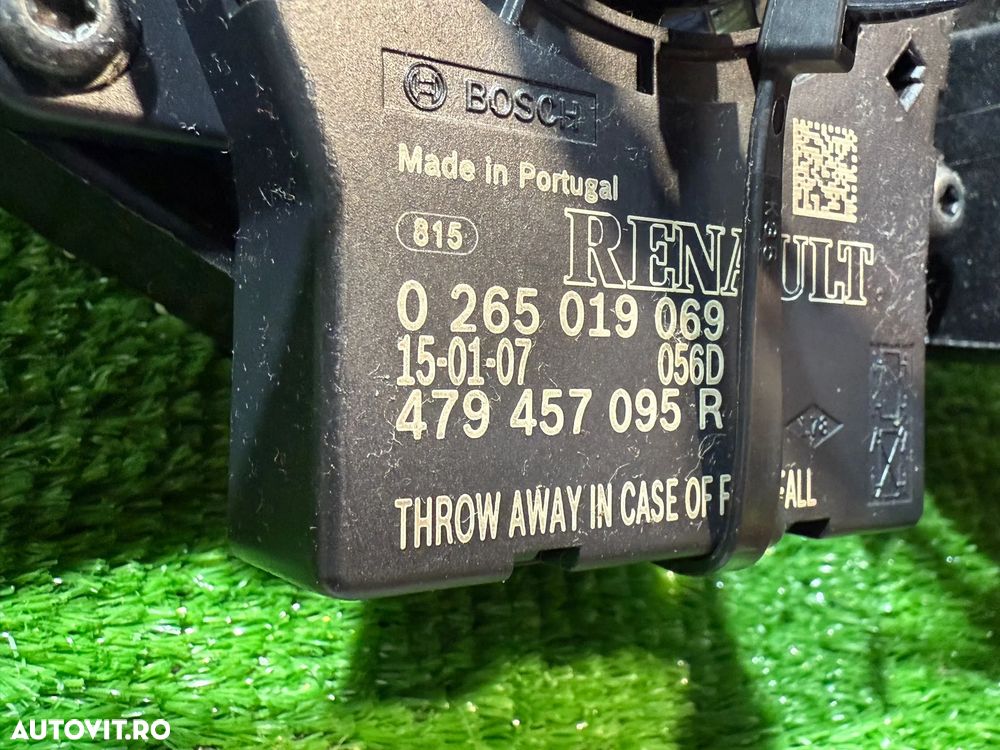 BOSCH
Made in Portugal
815
RENAULT
0 265 019 069
15-01-07 056D
479 457 095 R
THROW AWAY IN CASE OF F FALL
AUTOVIT.RO